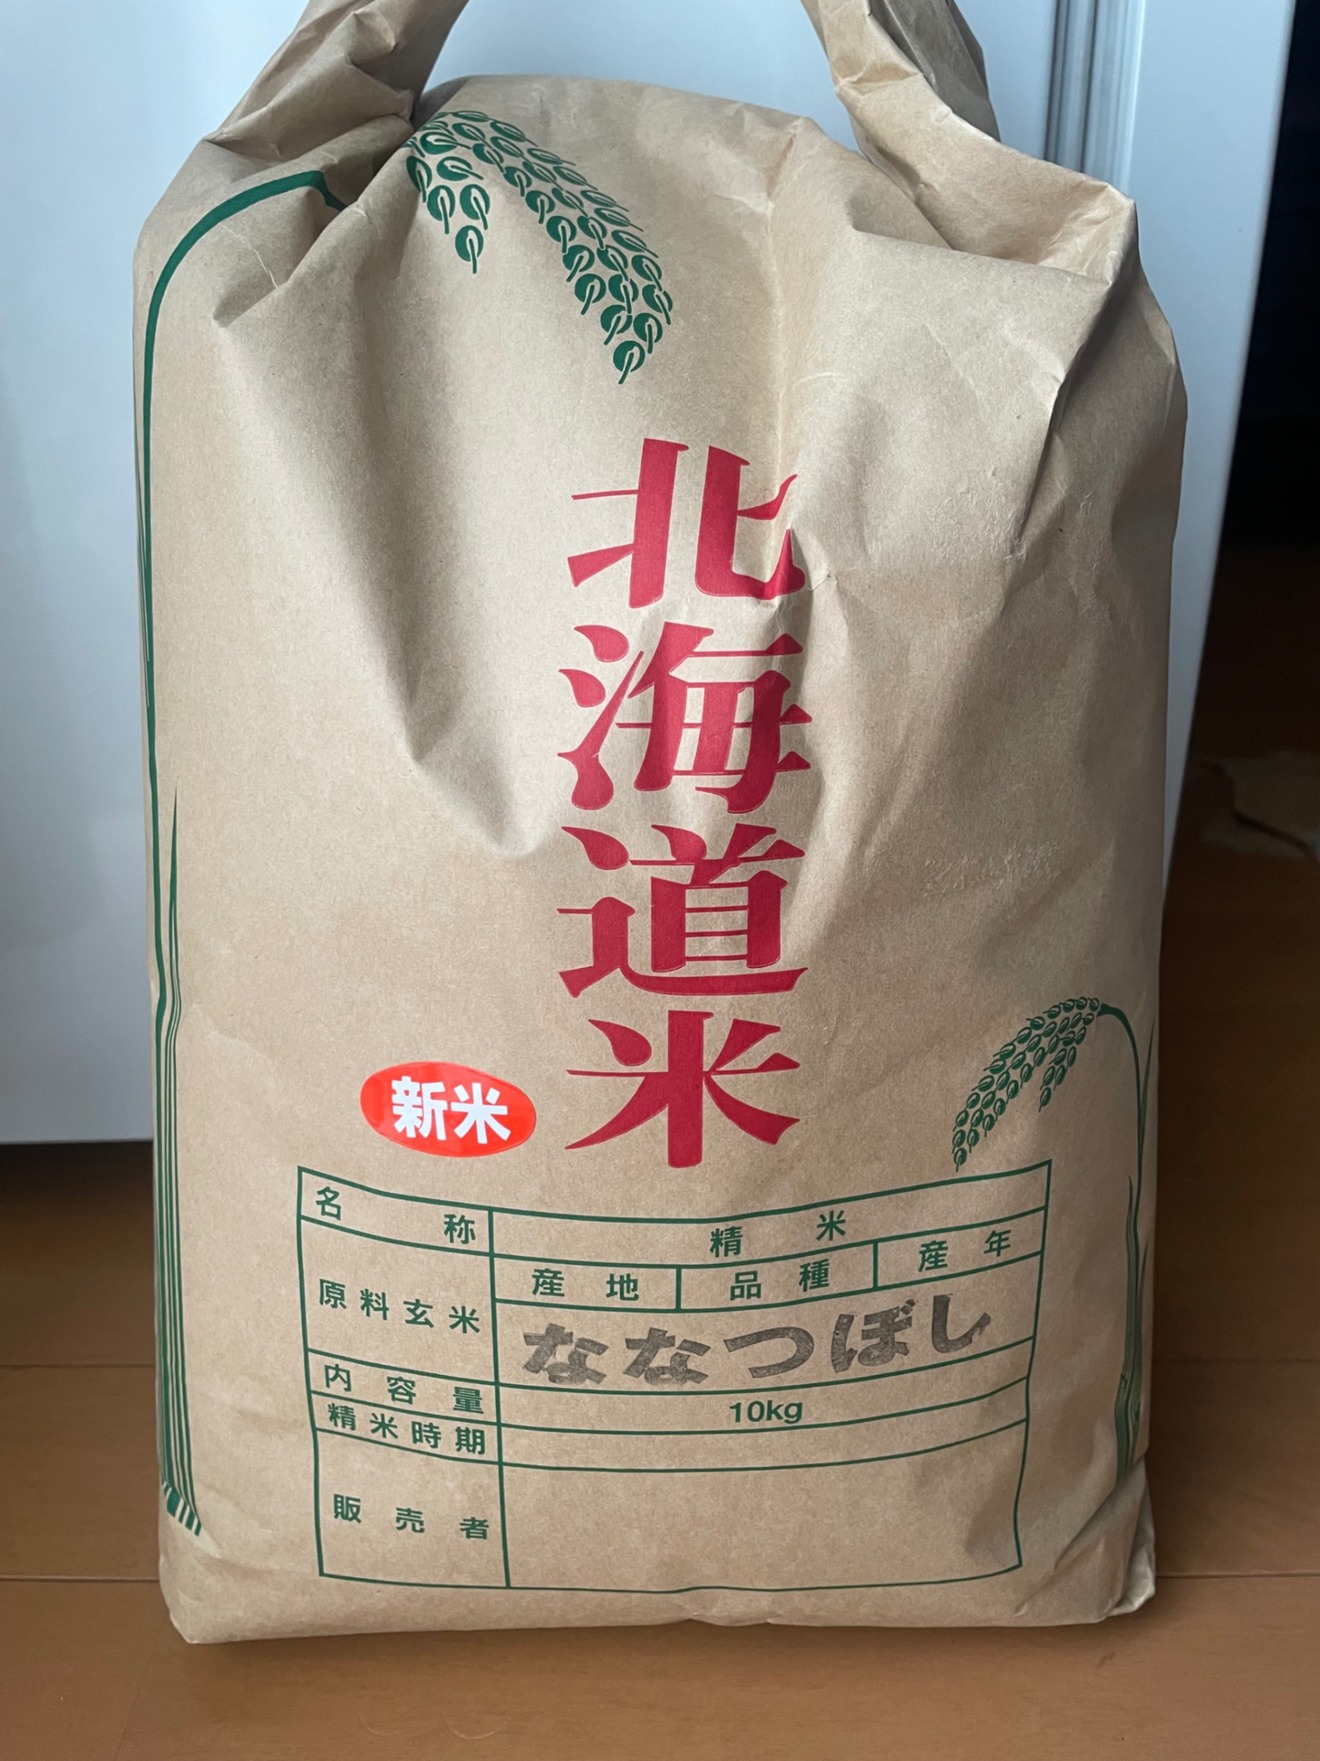 北海道米
新米
名称 精米
原料玄米 産地 品種 産年
ななつぼし
内容量 10kg
精米時期
販売者